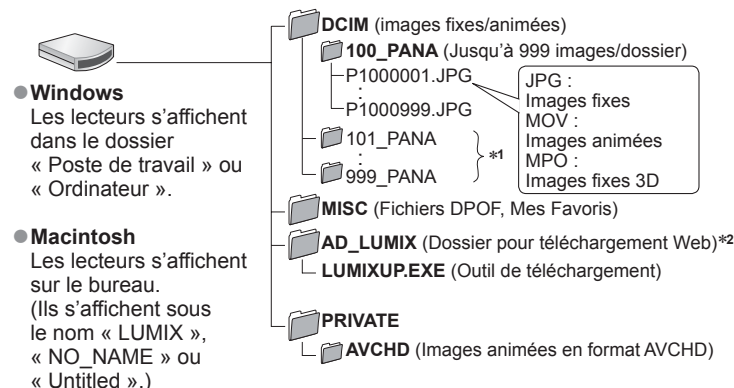 ●Windows
Les lecteurs s'affichent
dans le dossier
« Poste de travail » ou
« Ordinateur ».
●Macintosh
Les lecteurs s'affichent
sur le bureau.
(Ils s'affichent sous
le nom « LUMIX »,
« NO_NAME » ou
« Untitled ».)
DCIM (images fixes/animées)
100_PANA (Jusqu'à 999 images/dossier)
P1000001.JPG
:
P1000999.JPG
101_PANA
:
999_PANA
*1
JPG :
Images fixes
MOV :
Images animées
MPO :
Images fixes 3D
MISC (Fichiers DPOF, Mes Favoris)
AD_LUMIX (Dossier pour téléchargement Web)*2
LUMIXUP.EXE (Outil de téléchargement)
PRIVATE
AVCHD (Images animées en format AVCHD)